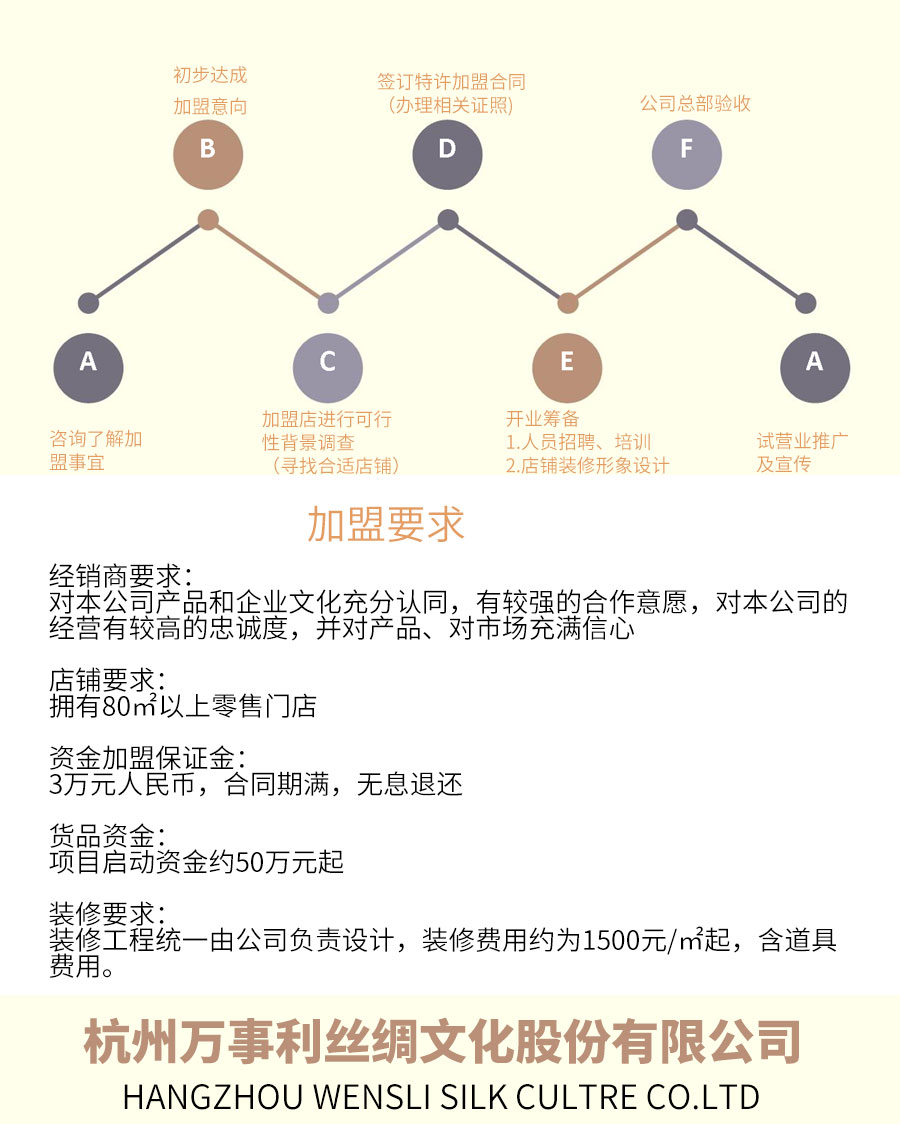 初步达成
加盟意向
签订特许加盟合同
（办理相关证照)
公司总部验收
B
D
F
A
C
E
A
咨询了解加
盟事宜
加盟店进行可行
性背景调查
（寻找合适店铺）
开业筹备
1.人员招聘、培训
2.店铺装修形象设计
试营业推广
及宣传
加盟要求
经销商要求：
对本公司产品和企业文化充分认同，有较强的合作意愿，对本公司的
经营有较高的忠诚度，并对产品、对市场充满信心
店铺要求：
拥有80㎡以上零售门店
资金加盟保证金：
3万元人民币，合同期满，无息退还
货品资金：
项目启动资金约50万元起
装修要求：
装修工程统一由公司负责设计，装修费用约为1500元/㎡起，含道具
费用。
杭州万事利丝绸文化股份有限公司
HANGZHOU WENSLI SILK CULTRE CO.LTD